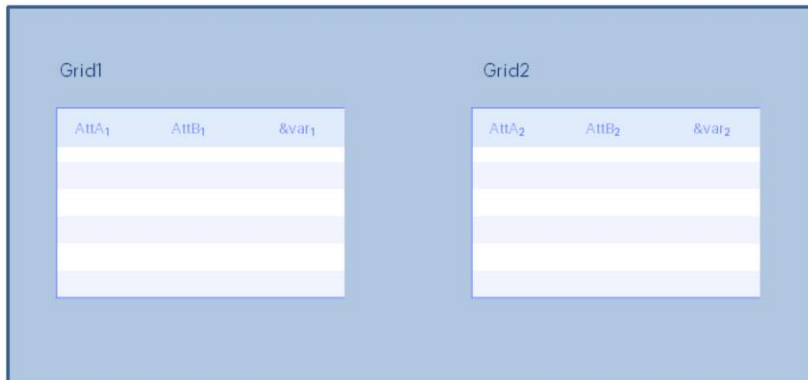 Grid1 Grid2
AttA₁ AttB₁ &var₁ AttA₂ AttB₂ &var₂